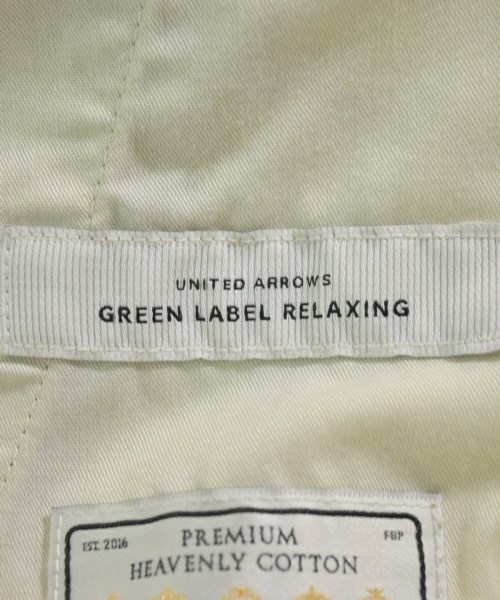 UNITED ARROWS
GREEN LABEL RELAXING
EST. 2016
PREMIUM
FBP
HEAVENLY COTTON